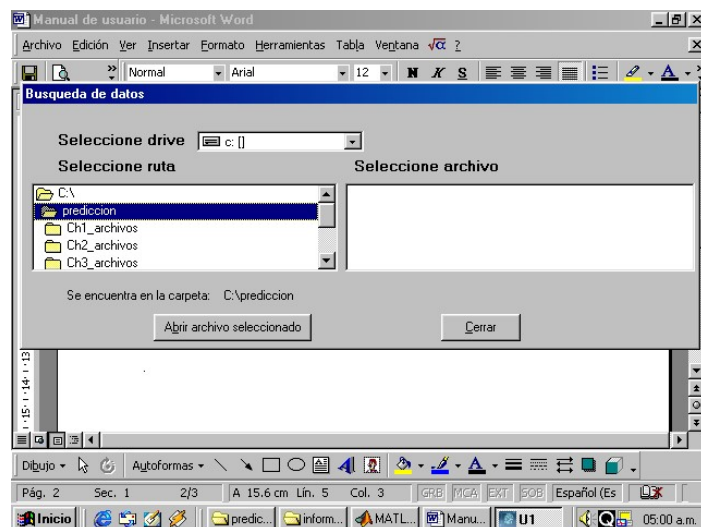 Manual de usuario - Microsoft Word
Archivo Edición Ver Insertar Formato Herramientas Tabla Ventana √α ?
Normal Arial 12 N K S
Busqueda de datos
Seleccione drive c: []
Seleccione ruta Seleccione archivo
C:\
prediccion
Ch1_archivos
Ch2_archivos
Ch3_archivos
Se encuentra en la carpeta: C:\prediccion
Abrir archivo seleccionado Cerrar
15 · 14 · 13
Dibujo Autoformas
Pág. 2 Sec. 1 2/3 A 15.6 cm Lín. 5 Col. 3 GRB MCA EXT SOB Español (Es
Inicio predic... inform... MATL... Manu... U1 05:00 a.m.